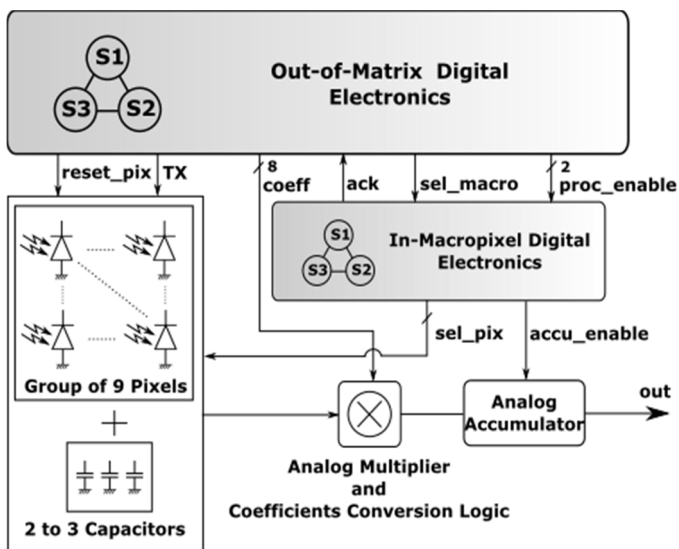 S1
S3 S2
Out-of-Matrix Digital
Electronics
reset_pix TX
8
coeff ack sel_macro
2
proc_enable
S1
S3 S2
In-Macropixel Digital
Electronics
sel_pix accu_enable
Group of 9 Pixels
+
2 to 3 Capacitors
Analog Multiplier
and
Coefficients Conversion Logic
Analog
Accumulator
out